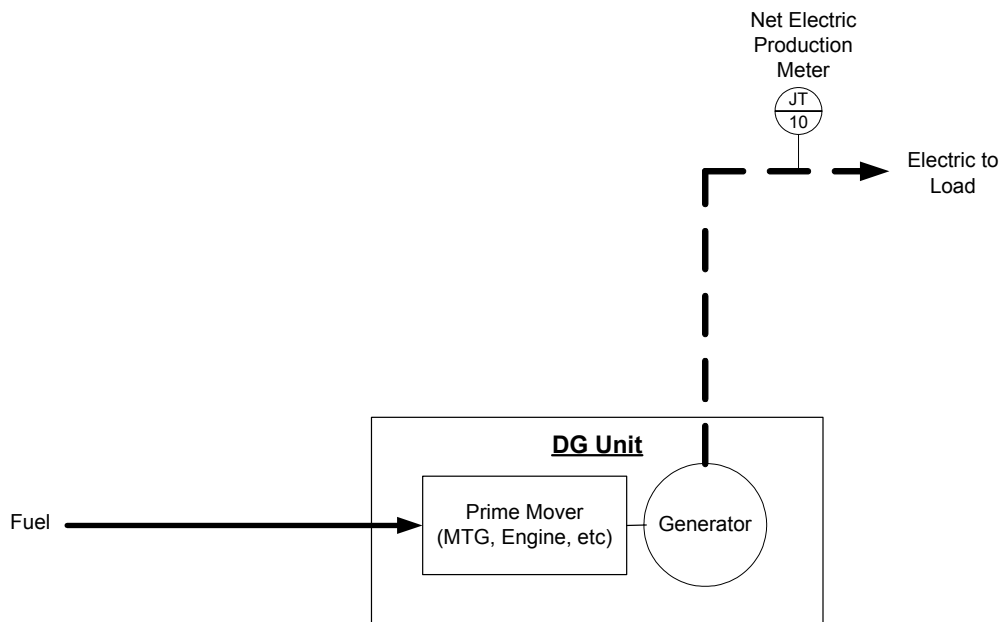 Net Electric
Production
Meter
JT
10
Electric to
Load
DG Unit
Fuel
Prime Mover
(MTG, Engine, etc)
Generator